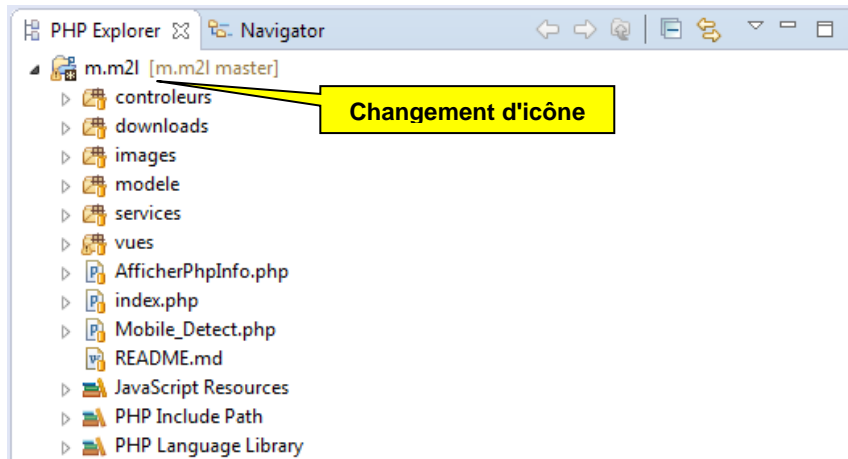 PHP Explorer Navigator
m.m2l [m.m2l master]
Changement d'icône
controleurs
downloads
images
modele
services
vues
AfficherPhpInfo.php
index.php
Mobile_Detect.php
README.md
JavaScript Resources
PHP Include Path
PHP Language Library